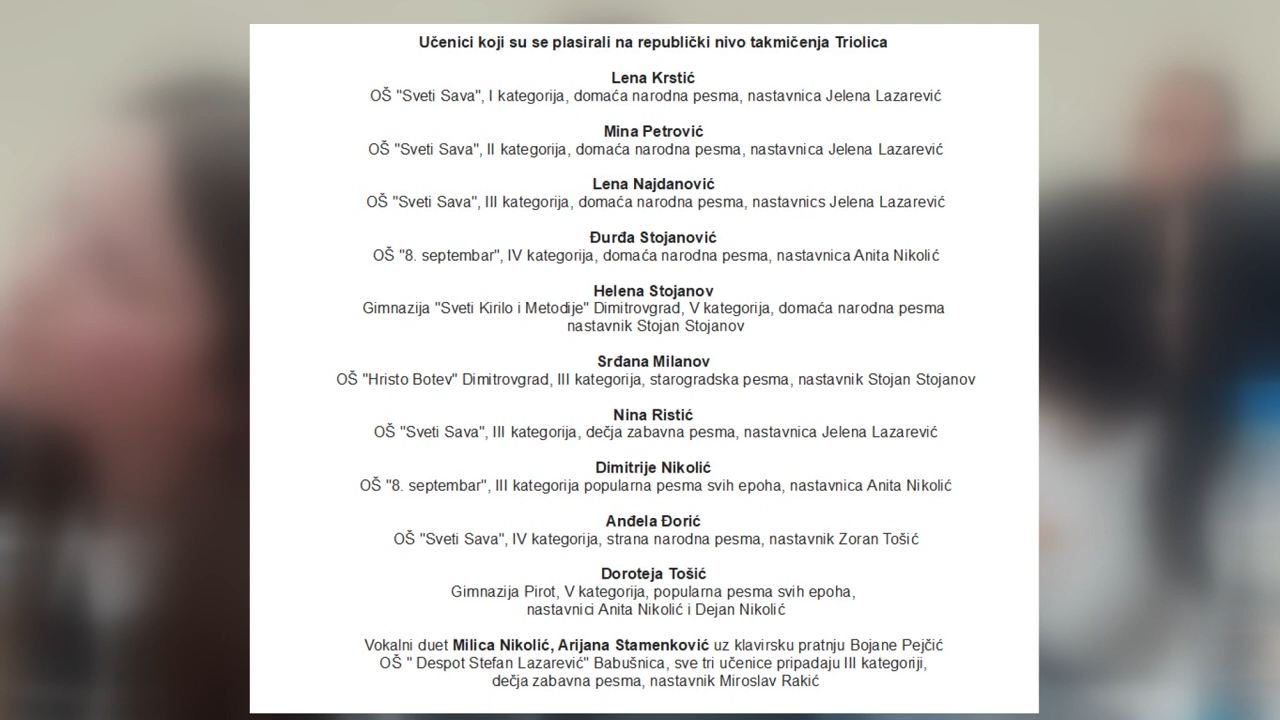 Učenici koji su se plasirali na republički nivo takmičenja Triolica
Lena Krstić
OŠ "Sveti Sava", I kategorija, domaća narodna pesma, nastavnica Jelena Lazarević
Mina Petrović
OŠ "Sveti Sava", II kategorija, domaća narodna pesma, nastavnica Jelena Lazarević
Lena Najdanović
OŠ "Sveti Sava", III kategorija, domaća narodna pesma, nastavnics Jelena Lazarević
Đurđa Stojanović
OŠ "8. septembar", IV kategorija, domaća narodna pesma, nastavnica Anita Nikolić
Helena Stojanov
Gimnazija "Sveti Kirilo i Metodije" Dimitrovgrad, V kategorija, domaća narodna pesma
nastavnik Stojan Stojanov
Srđana Milanov
OŠ "Hristo Botev" Dimitrovgrad, III kategorija, starogradska pesma, nastavnik Stojan Stojanov
Nina Ristić
OŠ "Sveti Sava", III kategorija, dečja zabavna pesma, nastavnica Jelena Lazarević
Dimitrije Nikolić
OŠ "8. septembar", III kategorija popularna pesma svih epoha, nastavnica Anita Nikolić
Anđela Đorić
OŠ "Sveti Sava", IV kategorija, strana narodna pesma, nastavnik Zoran Tošić
Doroteja Tošić
Gimnazija Pirot, V kategorija, popularna pesma svih epoha,
nastavnici Anita Nikolić i Dejan Nikolić
Vokalni duet Milica Nikolić, Arijana Stamenković uz klavirsku pratnju Bojane Pejčić
OŠ " Despot Stefan Lazarević" Babušnica, sve tri učenice pripadaju III kategoriji,
dečja zabavna pesma, nastavnik Miroslav Rakić